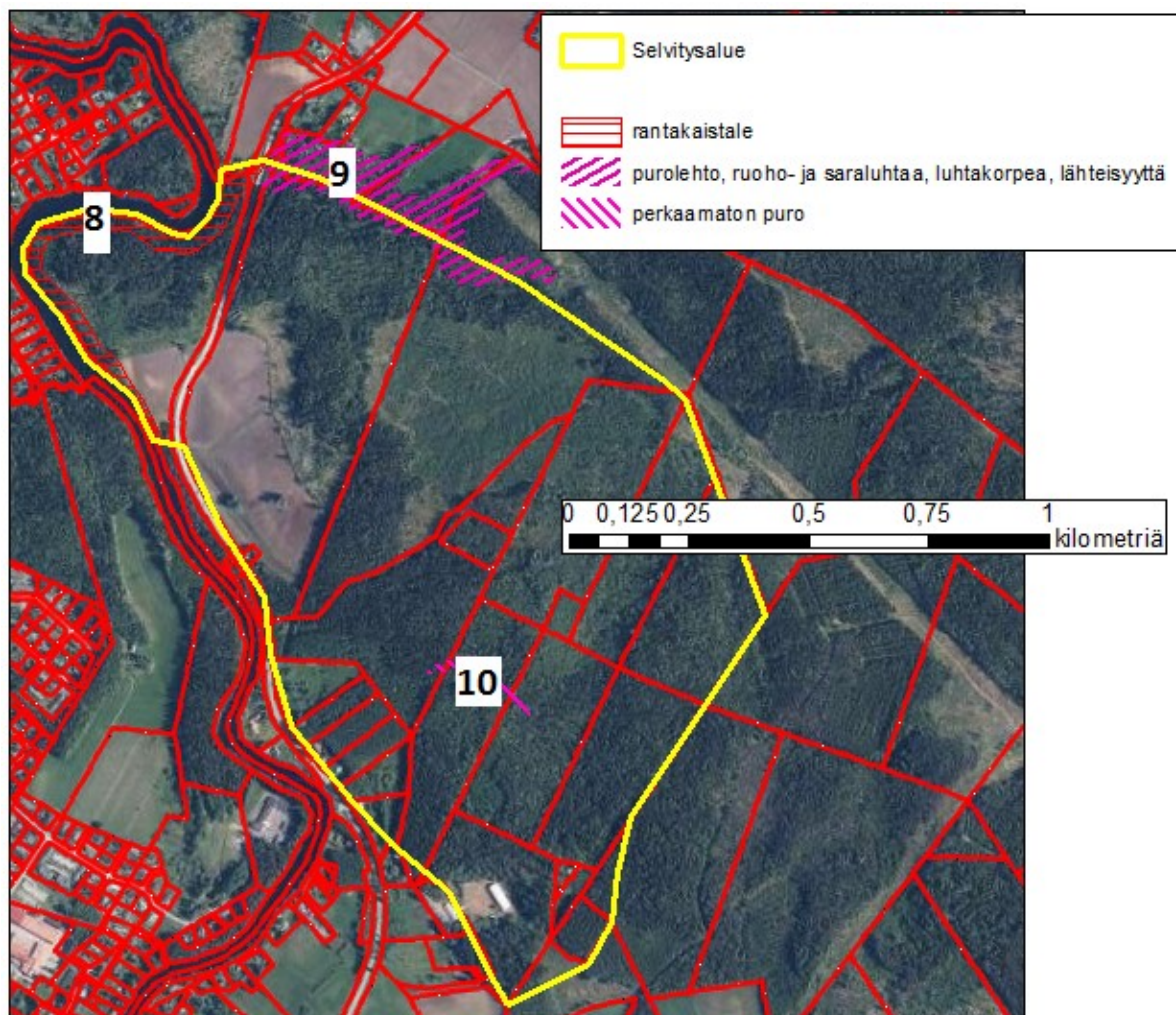 Selvitysalue
rantakaistale
purolehto, ruoho- ja saraluhtaa, luhtakorpea, lähteisyyttä
perkaamaton puro
9
8
0 0,125 0,25 0,5 0,75 1
kilometriä
10